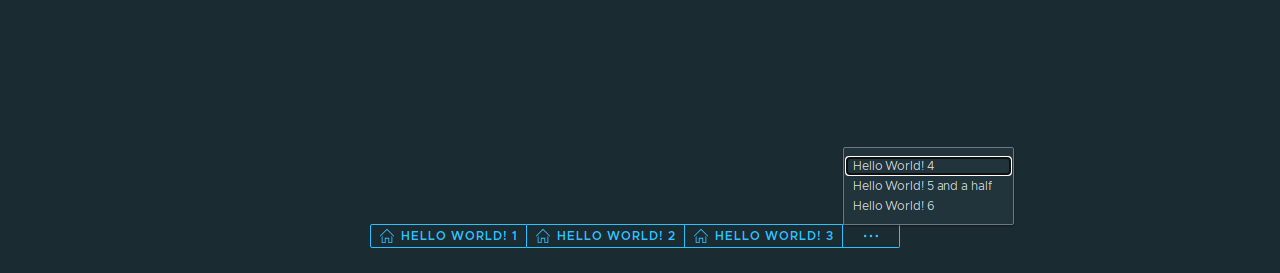 Hello World! 4
Hello World! 5 and a half
Hello World! 6
HELLO WORLD! 1 HELLO WORLD! 2 HELLO WORLD! 3 ...